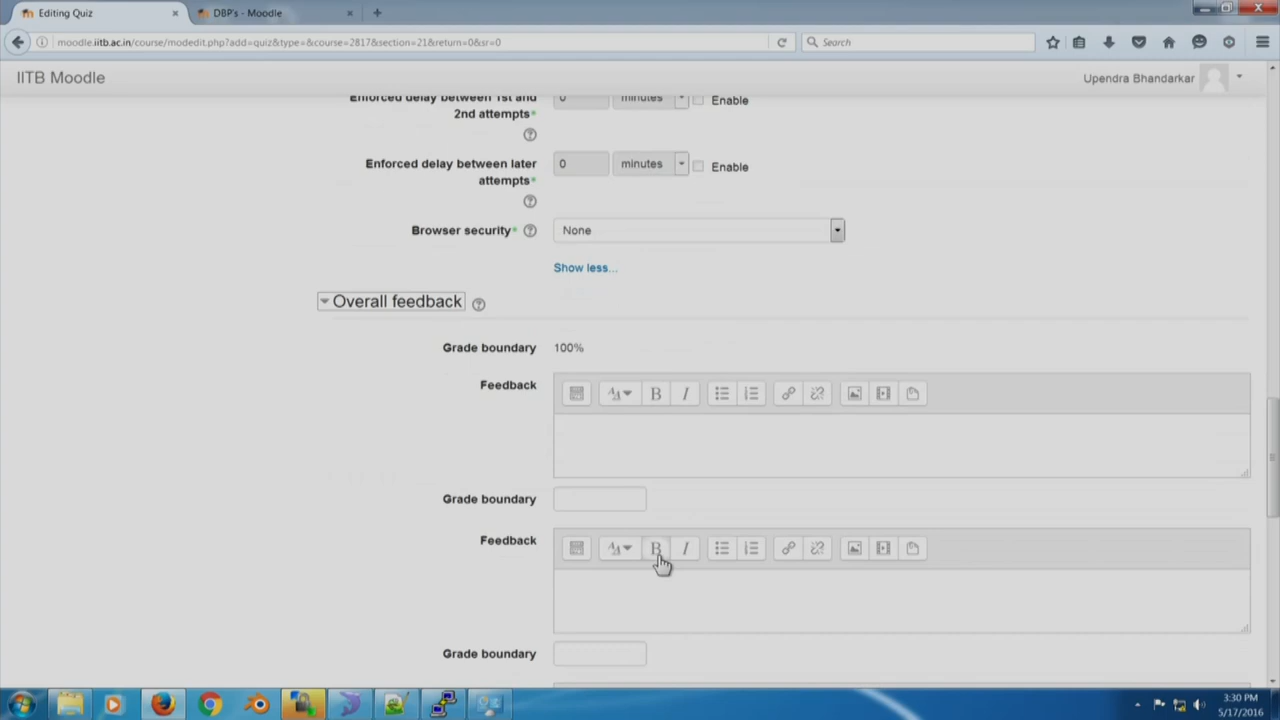 Editing Quiz
DBP's - Moodle
moodle.iitb.ac.in/course/modedit.php?add=quiz&type=&course=2817&section=21&return=0&sr=0
Search
IITB Moodle
Upendra Bhandarkar
Enforced delay between 1st and
2nd attempts*
0
minutes
Enable
Enforced delay between later
attempts*
0
minutes
Enable
Browser security*
None
Show less...
Overall feedback
Grade boundary
100%
Feedback
Grade boundary
Feedback
Grade boundary
3:30 PM
5/17/2016